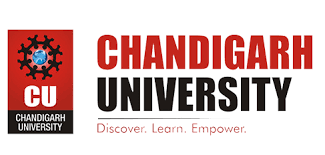 CU
CHANDIGARH
UNIVERSITY
CHANDIGARH
UNIVERSITY
Discover. Learn. Empower.